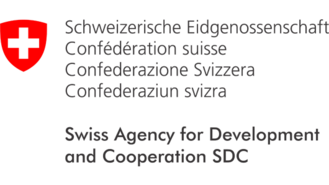 Schweizerische Eidgenossenschaft
Confédération suisse
Confederazione Svizzera
Confederaziun svizra
Swiss Agency for Development
and Cooperation SDC